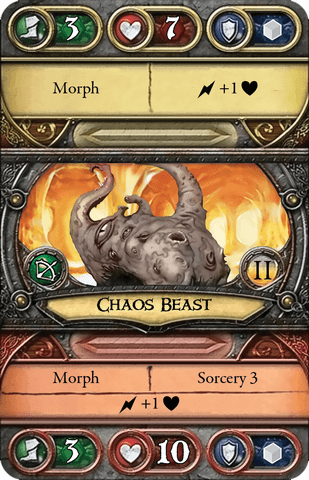 3 7
Morph +1
CHAOS BEAST
II
Morph Sorcery 3
+1
3 10